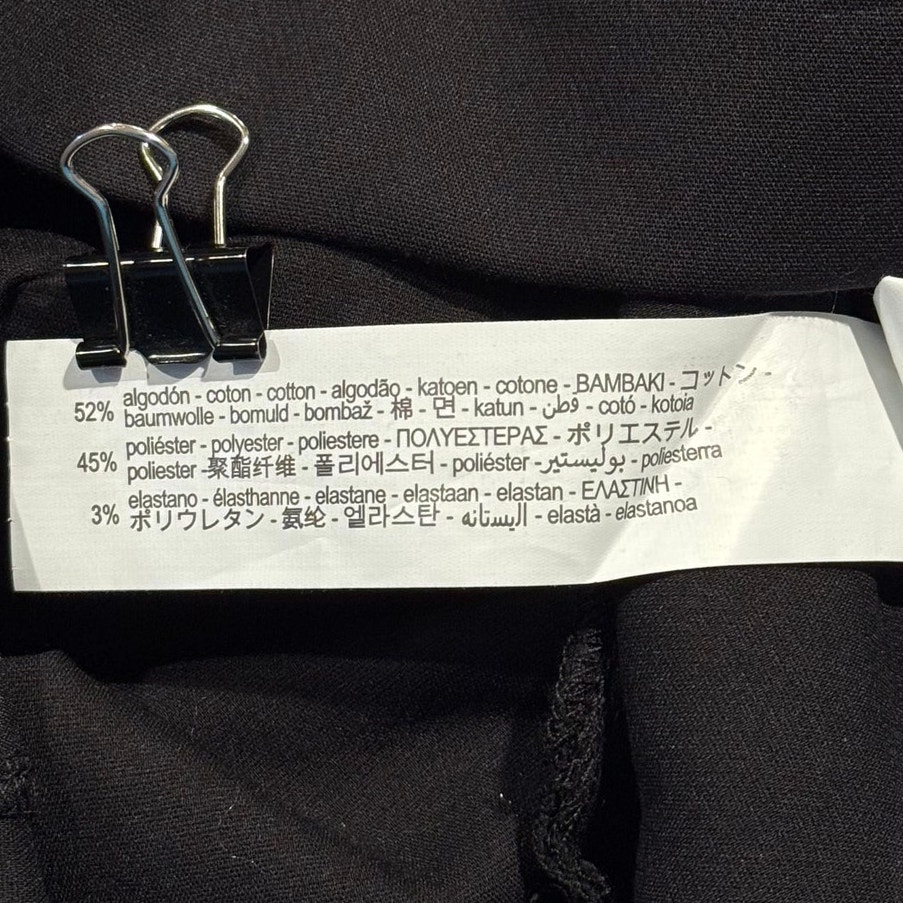 52% algodón - coton - cotton - algodão - katoen - cotone - BAMBAKI - コットン -
baumwolle - bomuld - bombaž - 棉 - 면 - katun - قطن - cotó - kotoia
45% poliéster - polyester - poliestere - ΠΟΛΥΕΣΤΕΡΑΣ - ポリエステル -
poliester -聚酯纤维 - 폴리에스터 - poliéster -بوليستير - poliesterra
3% elastano - élasthanne - elastane - elastaan - elastan - ΕΛΑΣΤΙΝΗ -
ポリウレタン - 氨纶 - 엘라스탄 - اليستانه - elastà - elastanoa